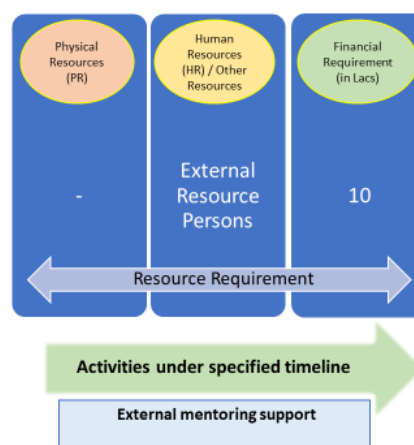 Physical
Resources
(PR)
Human
Resources
(HR) / Other
Resources
Financial
Requirement
(in Lacs)
-
External
Resource
Persons
10
Resource Requirement
Activities under specified timeline
External mentoring support